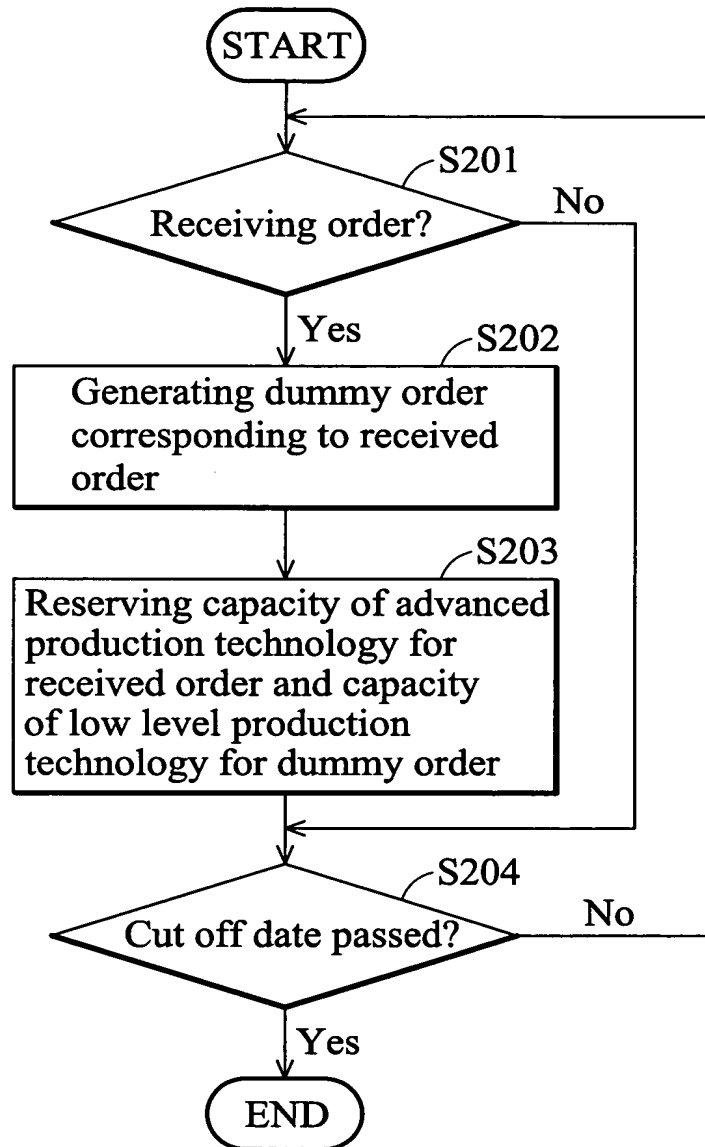 START
S201
Receiving order?
No
Yes
S202
Generating dummy order
corresponding to received
order
S203
Reserving capacity of advanced
production technology for
received order and capacity
of low level production
technology for dummy order
S204
Cut off date passed?
No
Yes
END